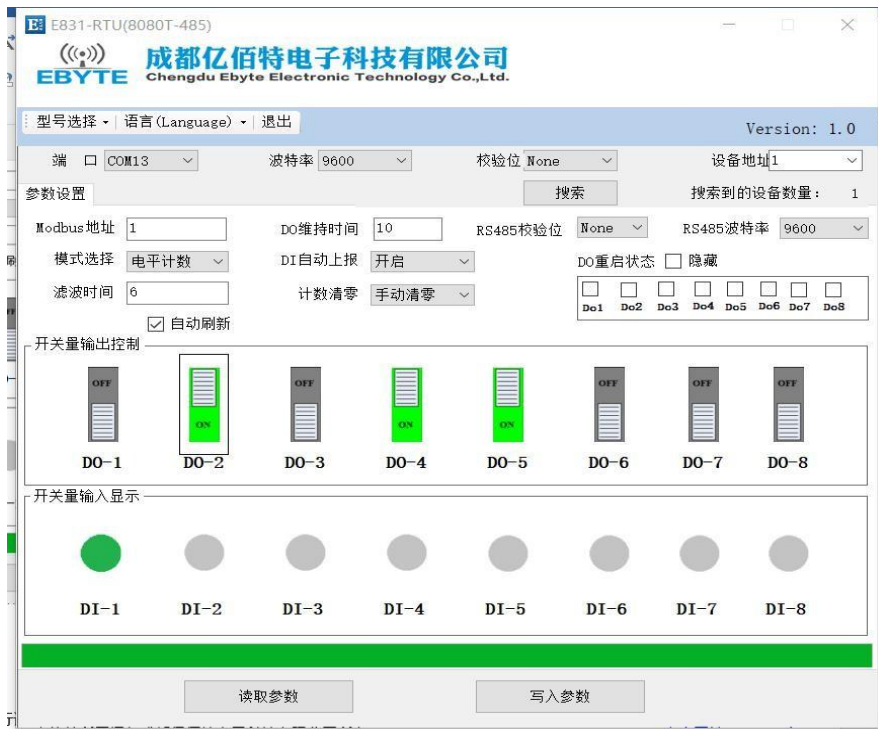 E831-RTU(8080T-485)
EBYTE 成都亿佰特电子科技有限公司
Chengdu Ebyte Electronic Technology Co.,Ltd.
型号选择 语言(Language) 退出
Version: 1.0
端 口 COM13 波特率 9600 校验位 None 设备地址 1
参数设置 搜索 搜索到的设备数量: 1
Modbus地址 1 DO维持时间 10 RS485校验位 None RS485波特率 9600
模式选择 电平计数 DI自动上报 开启 DO重启状态 隐藏
滤波时间 6 计数清零 手动清零
Do1 Do2 Do3 Do4 Do5 Do6 Do7 Do8
自动刷新
开关量输出控制
OFF ON OFF ON ON OFF OFF OFF
DO-1 DO-2 DO-3 DO-4 DO-5 DO-6 DO-7 DO-8
开关量输入显示
DI-1 DI-2 DI-3 DI-4 DI-5 DI-6 DI-7 DI-8
读取参数 写入参数